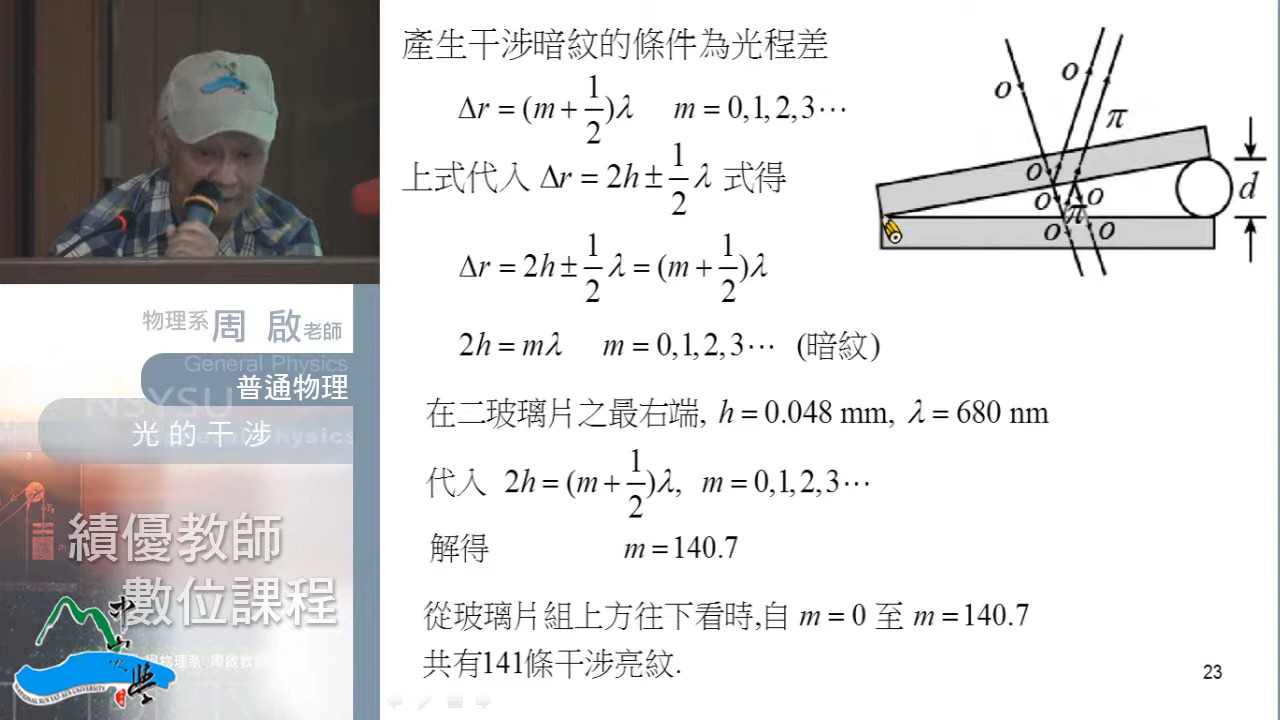 產生干涉暗紋的條件為光程差
Δr = (m + 1/2)λ m = 0,1,2,3⋯
上式代入 Δr = 2h ± 1/2 λ 式得
Δr = 2h ± 1/2 λ = (m + 1/2)λ
2h = mλ m = 0,1,2,3⋯ (暗紋)
在二玻璃片之最右端, h = 0.048 mm, λ = 680 nm
代入 2h = (m + 1/2)λ, m = 0,1,2,3⋯
解得 m = 140.7
從玻璃片組上方往下看時,自 m = 0 至 m = 140.7
共有141條干涉亮紋.
23
o
o
π
o
o
o
π
o
o
d
物理系 周 啟 老師
General Physics
普通物理
NSYSU
光的干涉
績優教師
數位課程